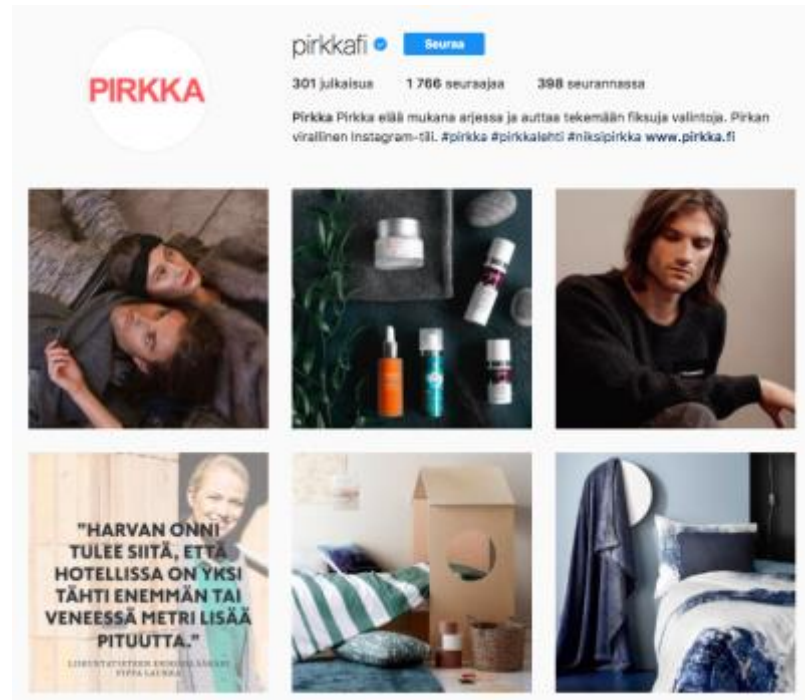 PIRKKA
pirkkafi
Seuraa
301 julkaisua 1 766 seuraajaa 398 seurannassa
Pirkka Pirkka elää mukana arjessa ja auttaa tekemään fiksuja valintoja. Pirkan
virallinen Instagram-tili. #pirkka #pirkkalehti #niksipirkka www.pirkka.fi
"HARVAN ONNI
TULEE SIITÄ, ETTÄ
HOTELLISSA ON YKSI
TÄHTI ENEMMÄN TAI
VENEESSÄ METRI LISÄÄ
PITUUTTA."